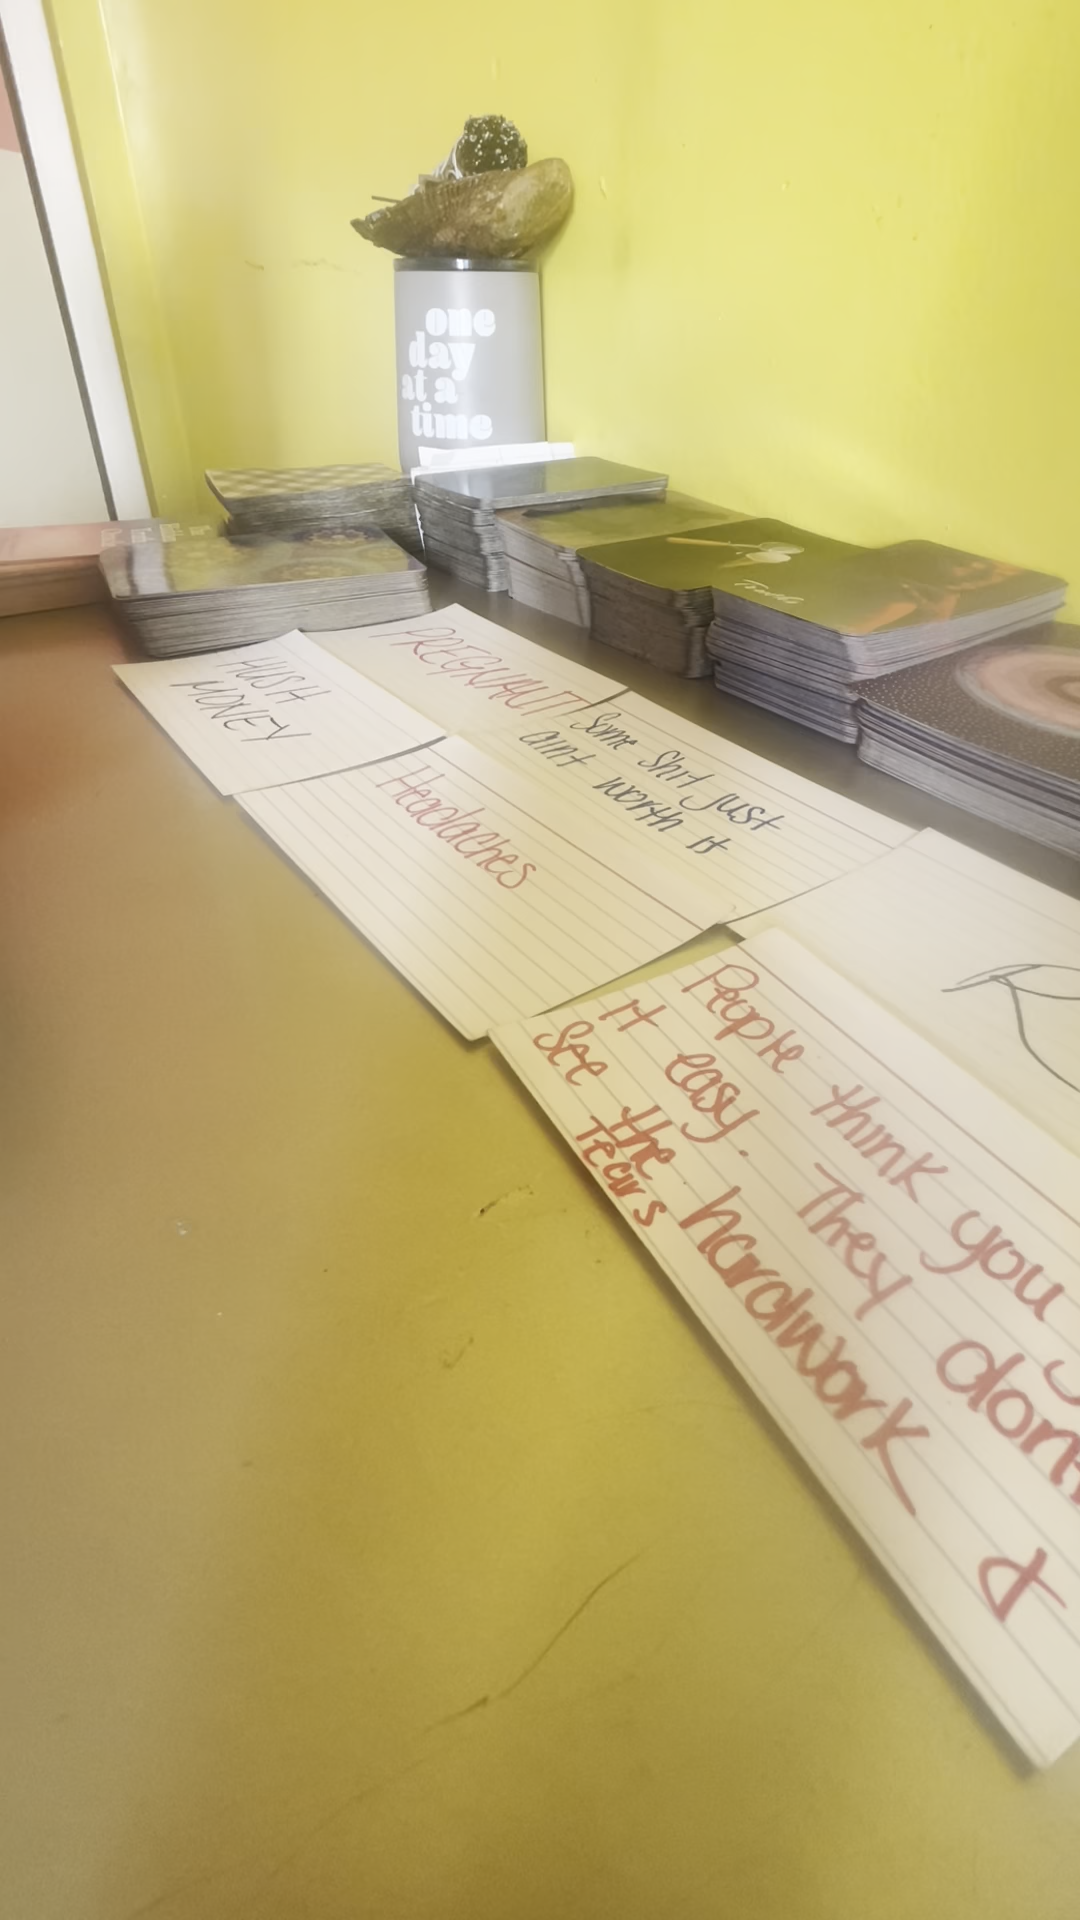 one
day
at a
time
HUSH
MONEY
PREGNANT
Some Shit just
aint worth it
Headaches
R
People think you
It easy. They don't
See the hardwork &
Tears